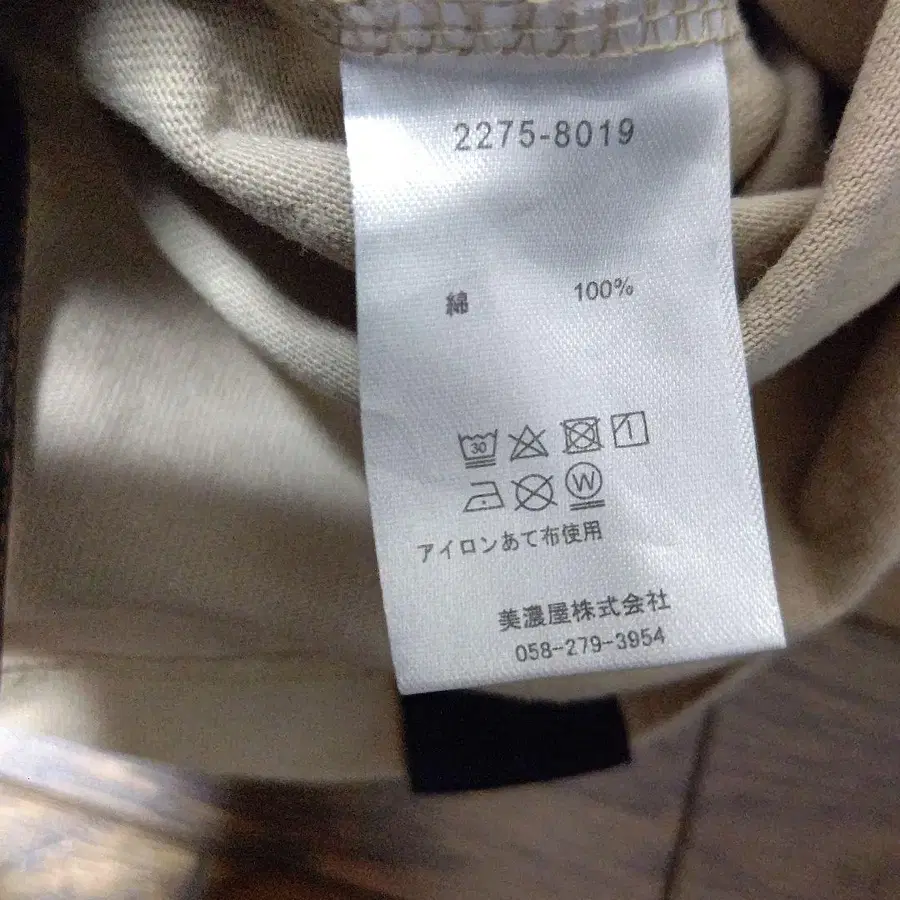 2275-8019
綿 100%
30
W
アイロンあて布使用
美濃屋株式会社
058-279-3954